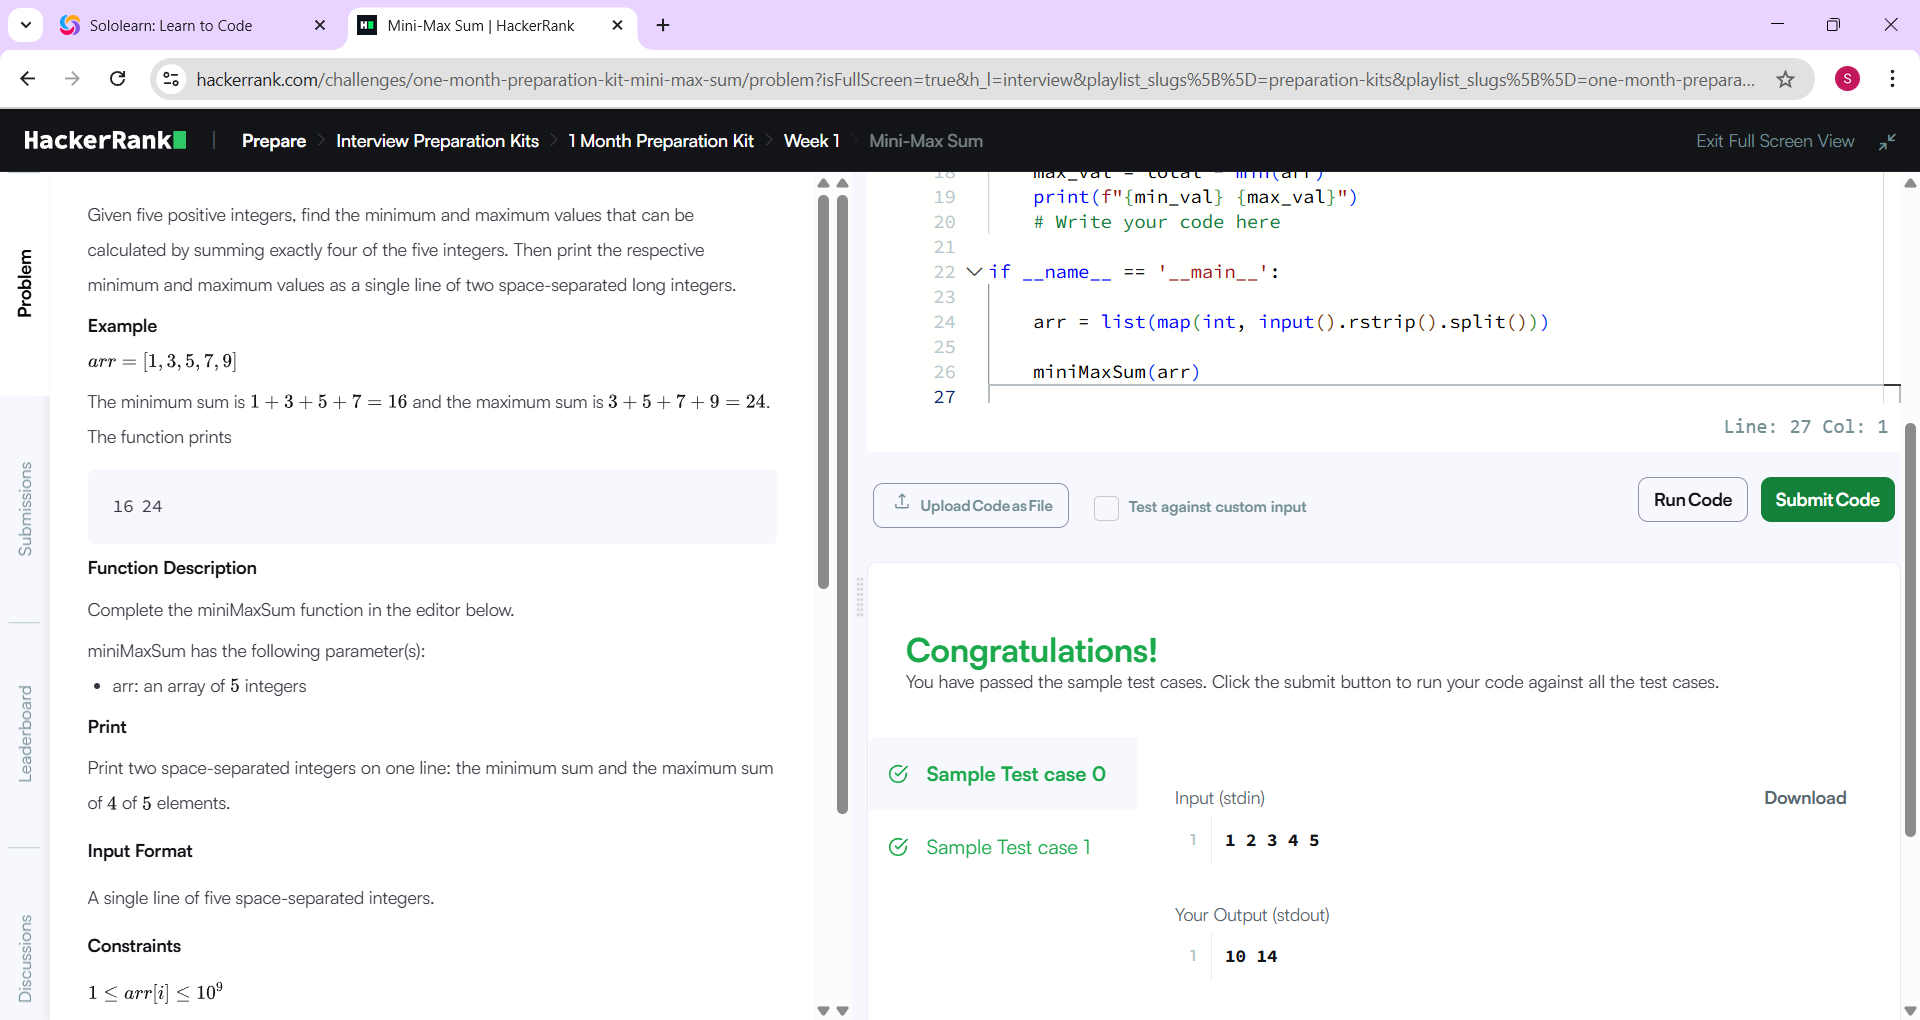 Sololearn: Learn to Code
Mini-Max Sum | HackerRank
hackerrank.com/challenges/one-month-preparation-kit-mini-max-sum/problem?isFullScreen=true&h_l=interview&playlist_slugs%5B%5D=preparation-kits&playlist_slugs%5B%5D=one-month-prepara...
S
HackerRank
Prepare
Interview Preparation Kits
1 Month Preparation Kit
Week 1
Mini-Max Sum
Exit Full Screen View
Problem
Submissions
Leaderboard
Discussions
Given five positive integers, find the minimum and maximum values that can be
calculated by summing exactly four of the five integers. Then print the respective
minimum and maximum values as a single line of two space-separated long integers.
Example
arr = [1, 3, 5, 7, 9]
The minimum sum is 1 + 3 + 5 + 7 = 16 and the maximum sum is 3 + 5 + 7 + 9 = 24.
The function prints
16 24
Function Description
Complete the miniMaxSum function in the editor below.
miniMaxSum has the following parameter(s):
• arr: an array of 5 integers
Print
Print two space-separated integers on one line: the minimum sum and the maximum sum
of 4 of 5 elements.
Input Format
A single line of five space-separated integers.
Constraints
1 ≤ arr[i] ≤ 10⁹
18 max_val = total - min(arr)
19 print(f"{min_val} {max_val}")
20 # Write your code here
21
22 if __name__ == '__main__':
23
24 arr = list(map(int, input().rstrip().split()))
25
26 miniMaxSum(arr)
27
Line: 27 Col: 1
Upload Code as File
Test against custom input
Run Code
Submit Code
Congratulations!
You have passed the sample test cases. Click the submit button to run your code against all the test cases.
Sample Test case 0
Sample Test case 1
Input (stdin)
Download
1 1 2 3 4 5
Your Output (stdout)
1 10 14